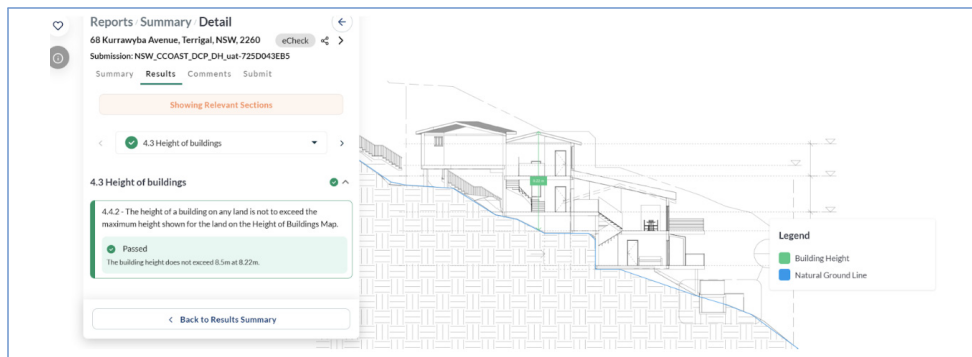 Reports / Summary / Detail
68 Kurrawyba Avenue, Terrigal, NSW, 2260 eCheck
Submission: NSW_CCOAST_DCP_DH_uat-725D043EB5
Summary Results Comments Submit
Showing Relevant Sections
4.3 Height of buildings
4.3 Height of buildings
4.4.2 - The height of a building on any land is not to exceed the
maximum height shown for the land on the Height of Buildings Map.
Passed
The building height does not exceed 8.5m at 8.22m.
Back to Results Summary
Legend
Building Height
Natural Ground Line